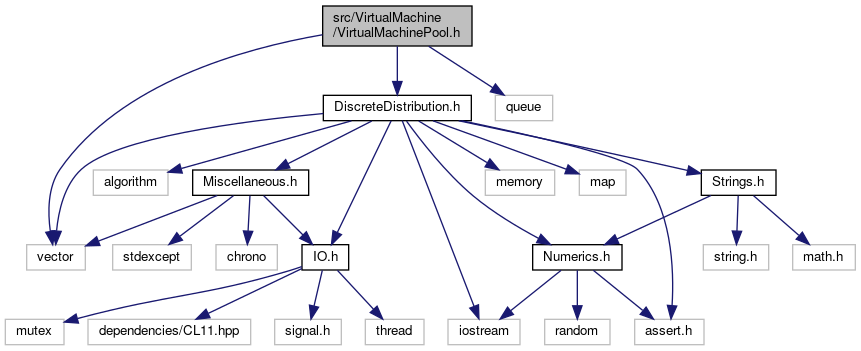 src/VirtualMachine
/VirtualMachinePool.h
DiscreteDistribution.h
queue
algorithm
Miscellaneous.h
memory
map
Strings.h
vector
stdexcept
chrono
IO.h
Numerics.h
string.h
math.h
mutex
dependencies/CL11.hpp
signal.h
thread
iostream
random
assert.h